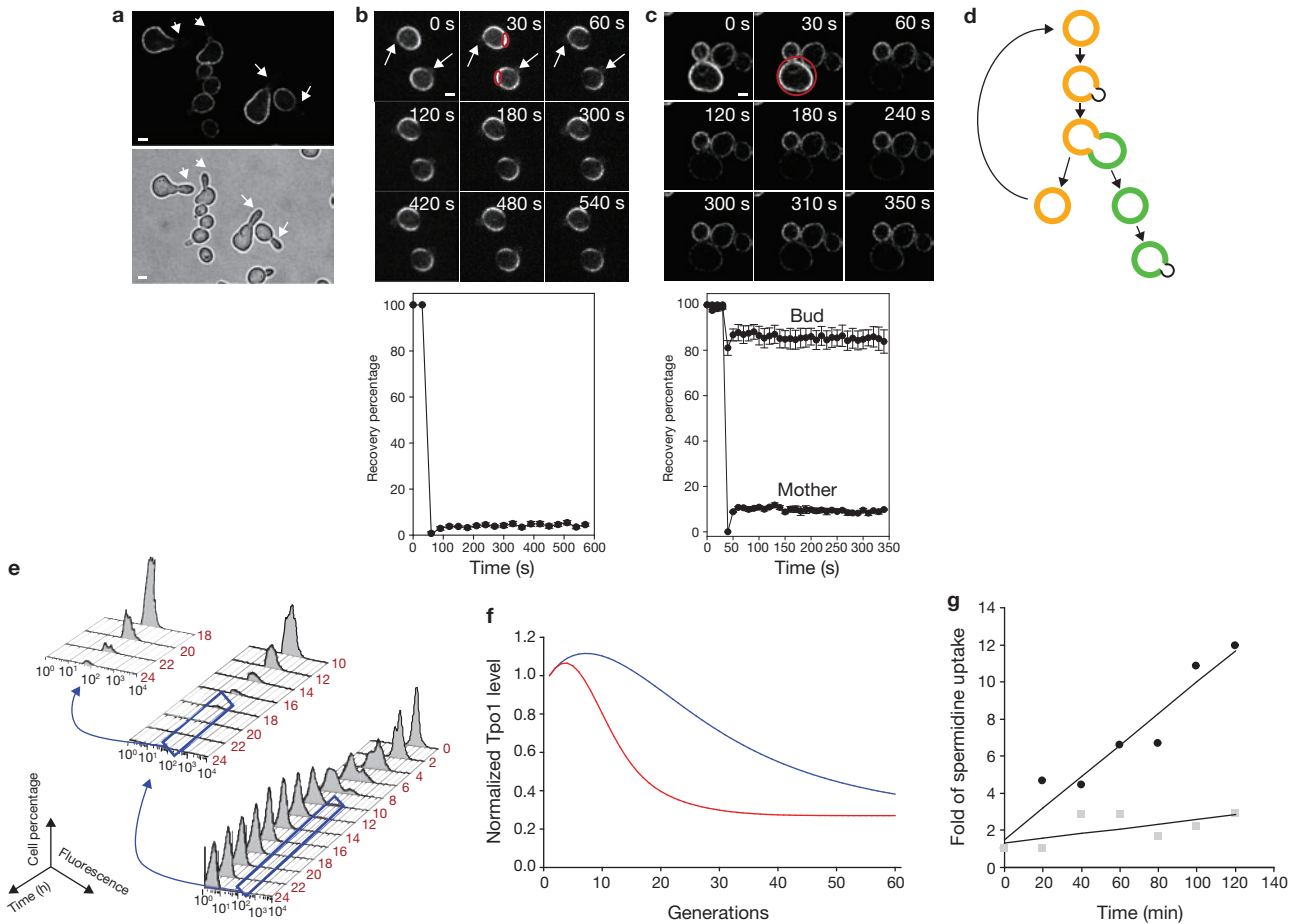 a
b
0 s
30 s
60 s
120 s
180 s
300 s
420 s
480 s
540 s
100
80
60
40
20
0
Recovery percentage
0
100
200
300
400
500
600
Time (s)
c
0 s
30 s
60 s
120 s
180 s
240 s
300 s
310 s
350 s
100
80
60
40
20
0
Recovery percentage
Bud
Mother
0
50
100
150
200
250
300
350
Time (s)
d
e
18
20
22
24
10⁰ 10¹ 10² 10³ 10⁴
10
12
14
16
18
20
22
24
10⁰ 10¹ 10² 10³ 10⁴
0
2
4
6
8
10
12
14
16
18
20
22
24
10⁰ 10¹ 10² 10³ 10⁴
Cell percentage
Fluorescence
Time (h)
f
1.2
1.0
0.8
0.6
0.4
0.2
0.0
Normalized Tpo1 level
0
10
20
30
40
50
60
Generations
g
14
12
10
8
6
4
2
0
Fold of spermidine uptake
0
20
40
60
80
100
120
140
Time (min)